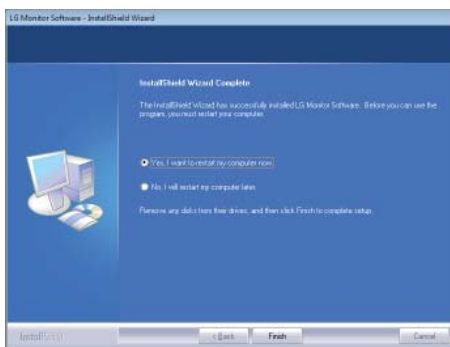 LG Monitor Software - InstallShield Wizard
InstallShield Wizard Complete
The InstallShield Wizard has successfully installed LG Monitor Software. Before you can use the
program, you must restart your computer.
Yes, I want to restart my computer now.
No, I will restart my computer later.
Remove any disks from their drives, and then click Finish to complete setup.
InstallShield
< Back
Finish
Cancel